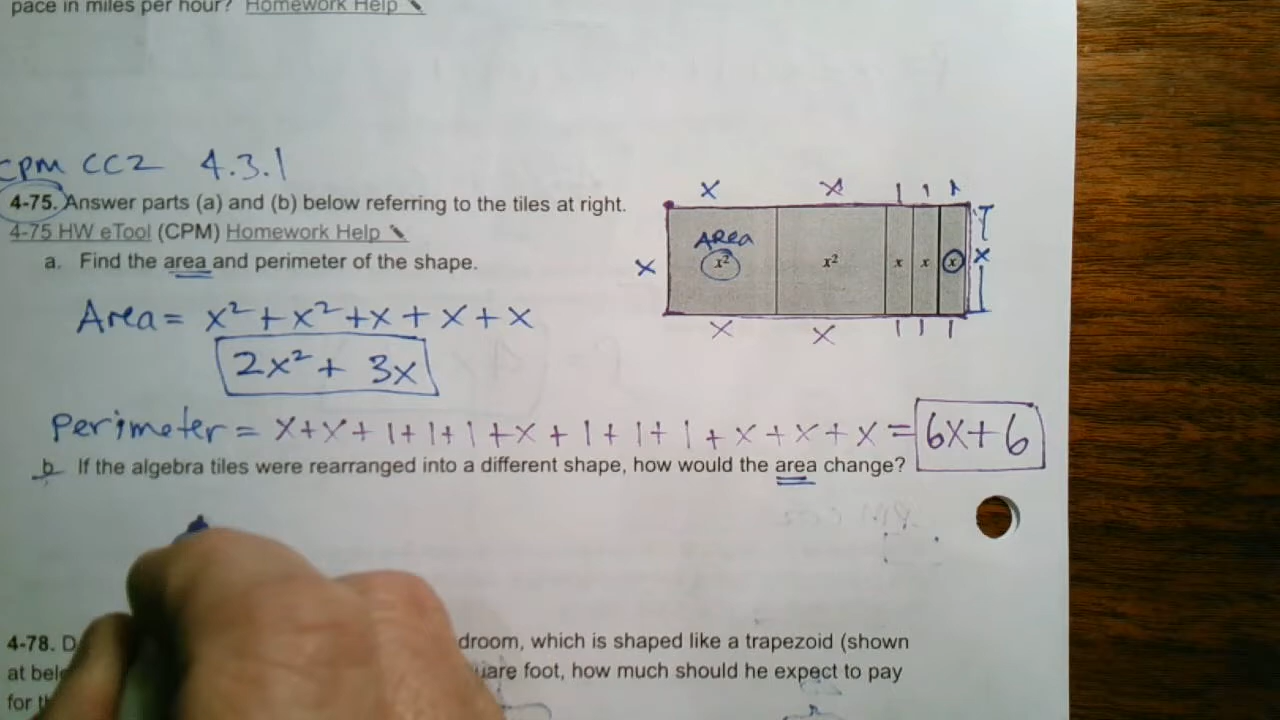 pace in miles per hour? Homework Help
CPM CC2 4.3.1
4-75. Answer parts (a) and (b) below referring to the tiles at right.
4-75 HW eTool (CPM) Homework Help
a. Find the area and perimeter of the shape.
x x 1 1 1
Area
x x² x² x x x x
x x 1 1 1
Area = x² + x² + x + x + x
2x² + 3x
Perimeter = x + x + 1 + 1 + 1 + x + 1 + 1 + 1 + x + x + x = 6x + 6
b. If the algebra tiles were rearranged into a different shape, how would the area change?
4-78. droom, which is shaped like a trapezoid (shown
at foot, how much should he expect to pay
for